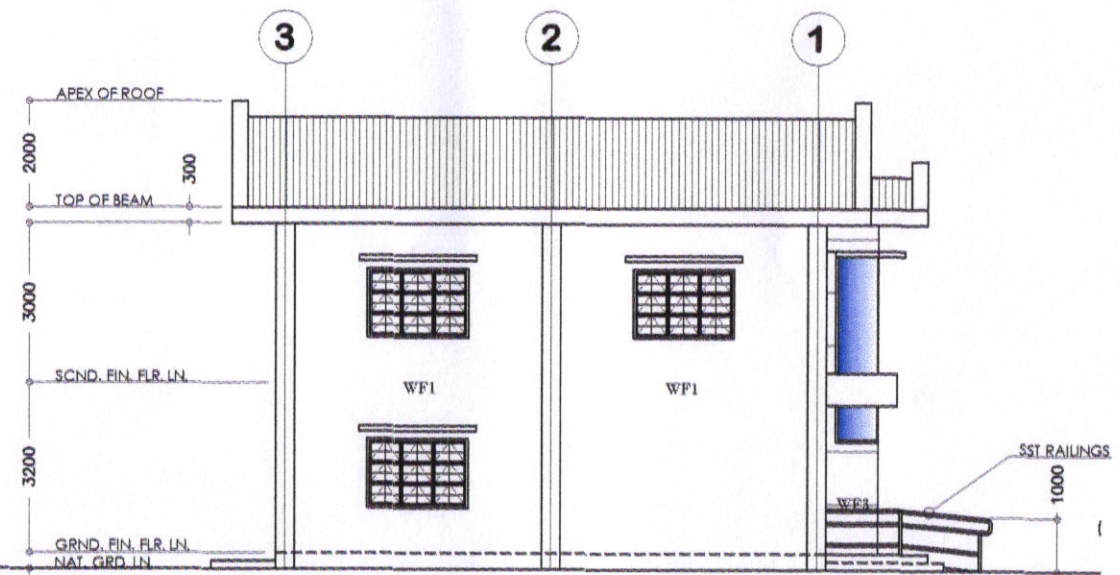 3
2
1
APEX OF ROOF
2000
300
TOP OF BEAM
3000
SCND. FIN. FLR. LN.
WF1
WF1
3200
SST RAILINGS
1000
WF3
GRND. FIN. FLR. LN.
NAT. GRD. LN.